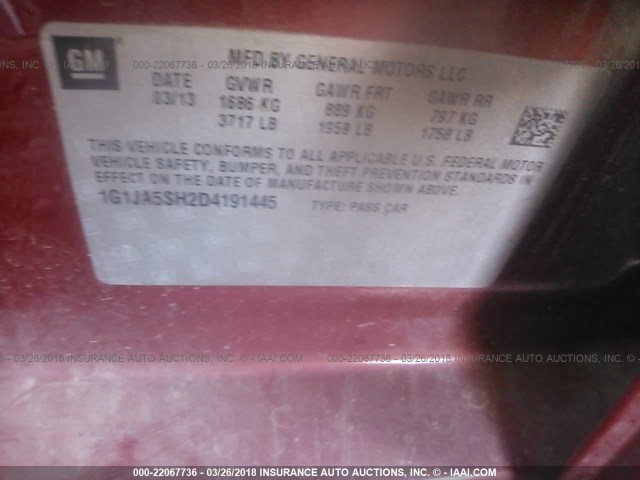 GM
MFD BY GENERAL MOTORS LLC
DATE GVWR GAWR FRT GAWR RR
03/13 1686 KG 889 KG 797 KG
3717 LB 1959 LB 1758 LB
THIS VEHICLE CONFORMS TO ALL APPLICABLE U.S. FEDERAL MOTOR
VEHICLE SAFETY, BUMPER, AND THEFT PREVENTION STANDARDS IN
EFFECT ON THE DATE OF MANUFACTURE SHOWN ABOVE.
1G1JA5SH2D4191445 TYPE: PASS CAR
000-22067736 - 03/26/2018 INSURANCE AUTO AUCTIONS, INC. © - IAAI.COM